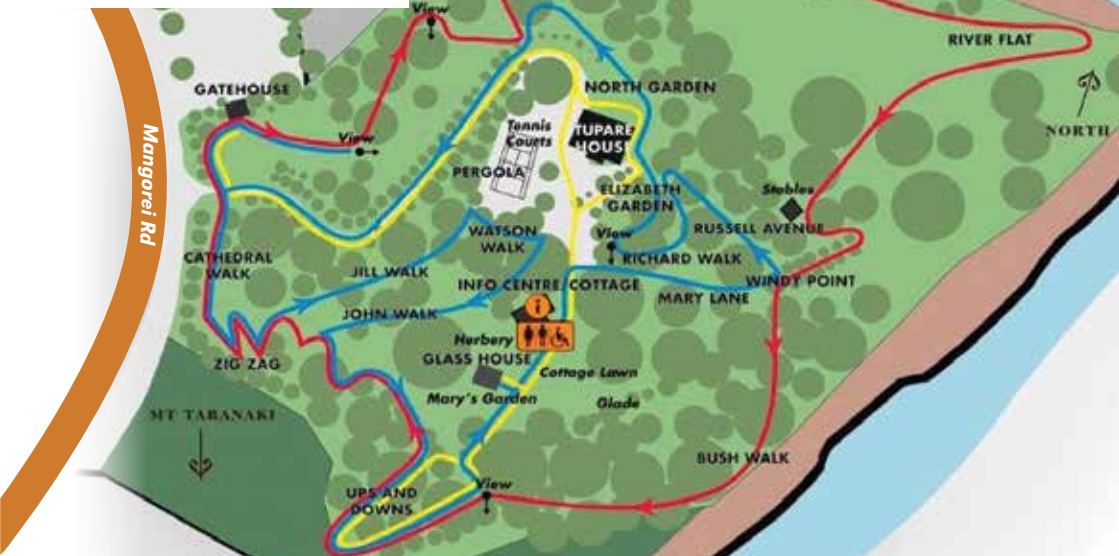 View
RIVER FLAT
GATEHOUSE
NORTH GARDEN
NORTH
Mangorei Rd
View
Tennis
Courts
TUPARE
HOUSE
PERGOLA
ELIZABETH
GARDEN
Stables
WATSON
WALK
View
RUSSELL AVENUE
CATHEDRAL
WALK
JILL WALK
RICHARD WALK
INFO CENTRE
COTTAGE
WINDY POINT
MARY LANE
JOHN WALK
i
Herbery
GLASS HOUSE
ZIG ZAG
Cottage Lawn
Mary's Garden
Glade
MT TARANAKI
BUSH WALK
View
UPS AND
DOWNS